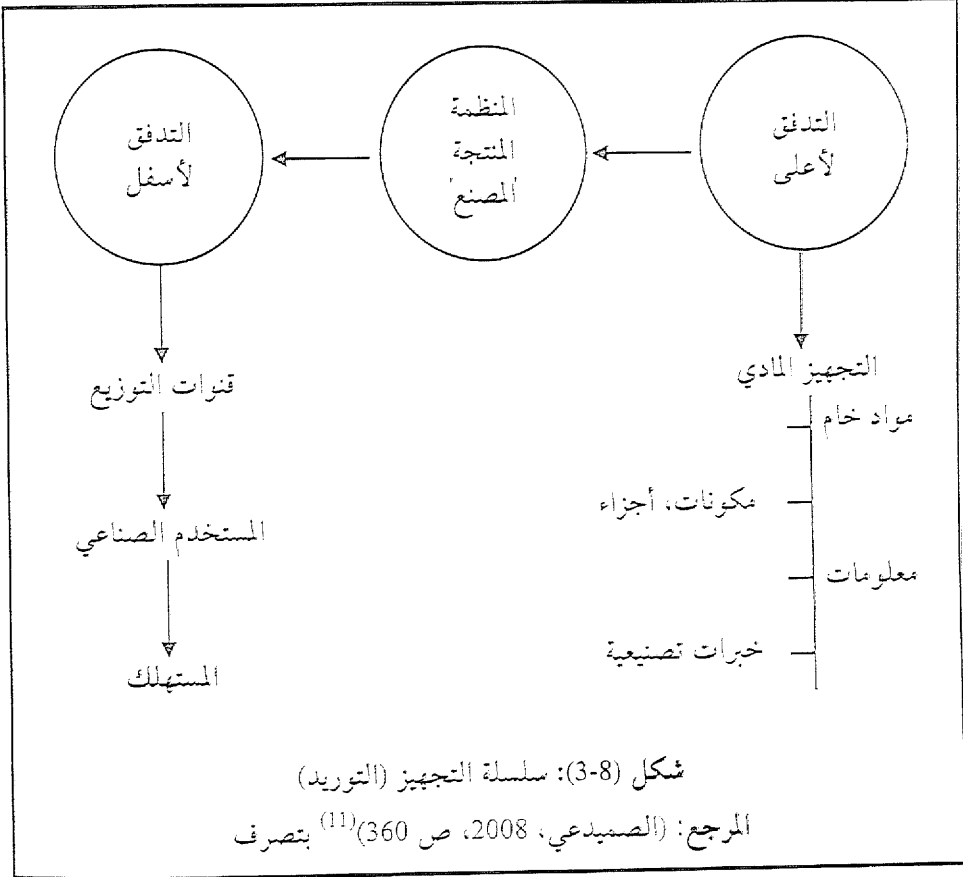 التدفق
لأعلى
المنظمة
المنتجة
'المصنع'
التدفق
لأسفل
التجهيز المادي
مواد خام
مكونات، أجزاء
معلومات
خبرات تصنيعية
قنوات التوزيع
المستخدم الصناعي
المستهلك
شكل (8-3): سلسلة التجهيز (التوريد)
المرجع: (الصميدعي، 2008، ص 360)(11) بتصرف